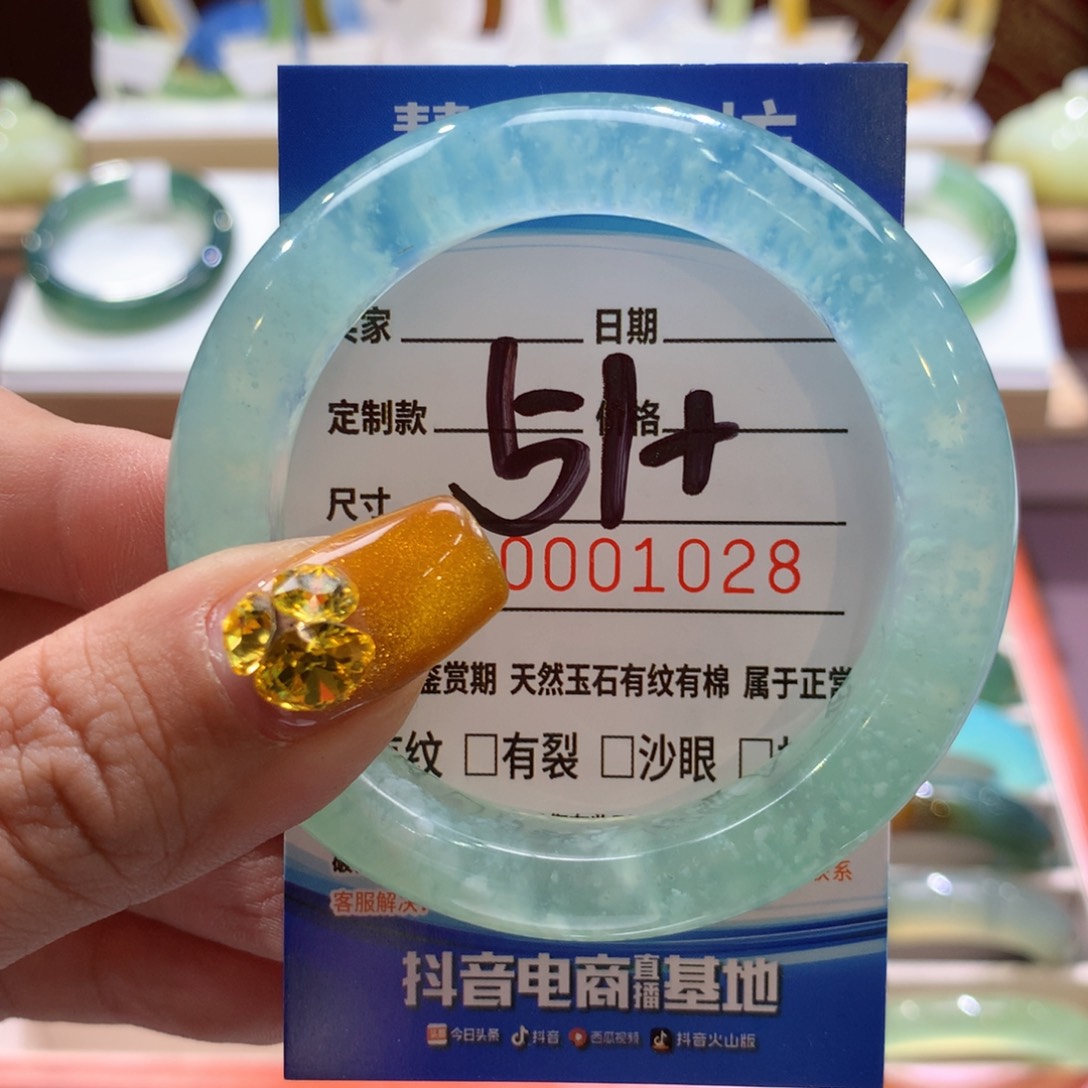 家 日期
51+
定制款 价格
尺寸
0001028
鉴赏期 天然玉石有纹有棉 属于正常
纹 □有裂 □沙眼 □
客服解决
抖音电商直播基地
今日头条 抖音 西瓜视频 抖音火山版